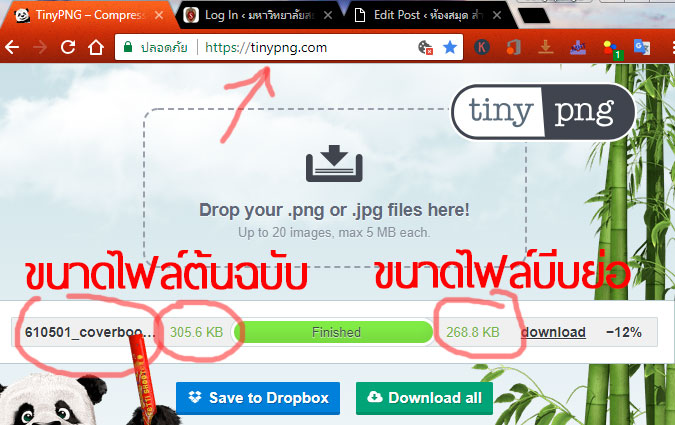 TinyPNG – Compress
Log In ‹ มหาวิทยาลัยส
Edit Post ‹ ห้องสมุด สำ
ปลอดภัย https://tinypng.com
K
tiny png
Drop your .png or .jpg files here!
Up to 20 images, max 5 MB each.
ขนาดไฟล์ต้นฉบับ ขนาดไฟล์บีบย่อ
610501_coverboo... 305.6 KB Finished 268.8 KB download −12%
Save to Dropbox Download all